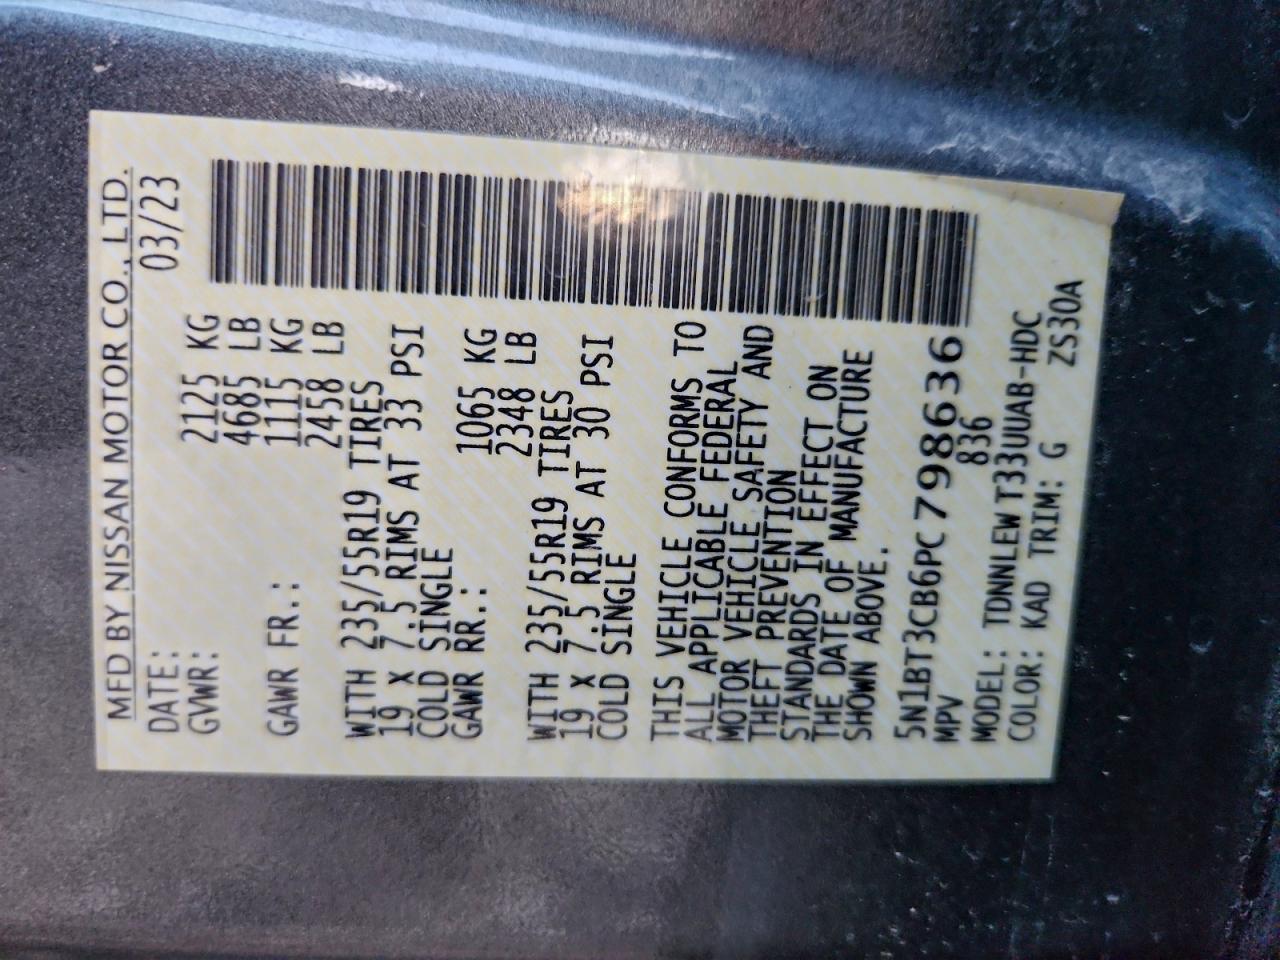 MFD BY NISSAN MOTOR CO., LTD.
DATE: 03/23
GVWR: 2125 KG
4685 LB
GAWR FR.: 1115 KG
2458 LB
WITH 235/55R19 TIRES
19 X 7.5 RIMS AT 33 PSI
COLD SINGLE
GAWR RR.: 1065 KG
2348 LB
WITH 235/55R19 TIRES
19 X 7.5 RIMS AT 30 PSI
COLD SINGLE
THIS VEHICLE CONFORMS TO
ALL APPLICABLE FEDERAL
MOTOR VEHICLE SAFETY AND
THEFT PREVENTION
STANDARDS IN EFFECT ON
THE DATE OF MANUFACTURE
SHOWN ABOVE.
5N1BT3CB6PC798636
MPV 836
MODEL: TDNNLEW T33UUAB-HDC
COLOR: KAD TRIM: G ZS30A